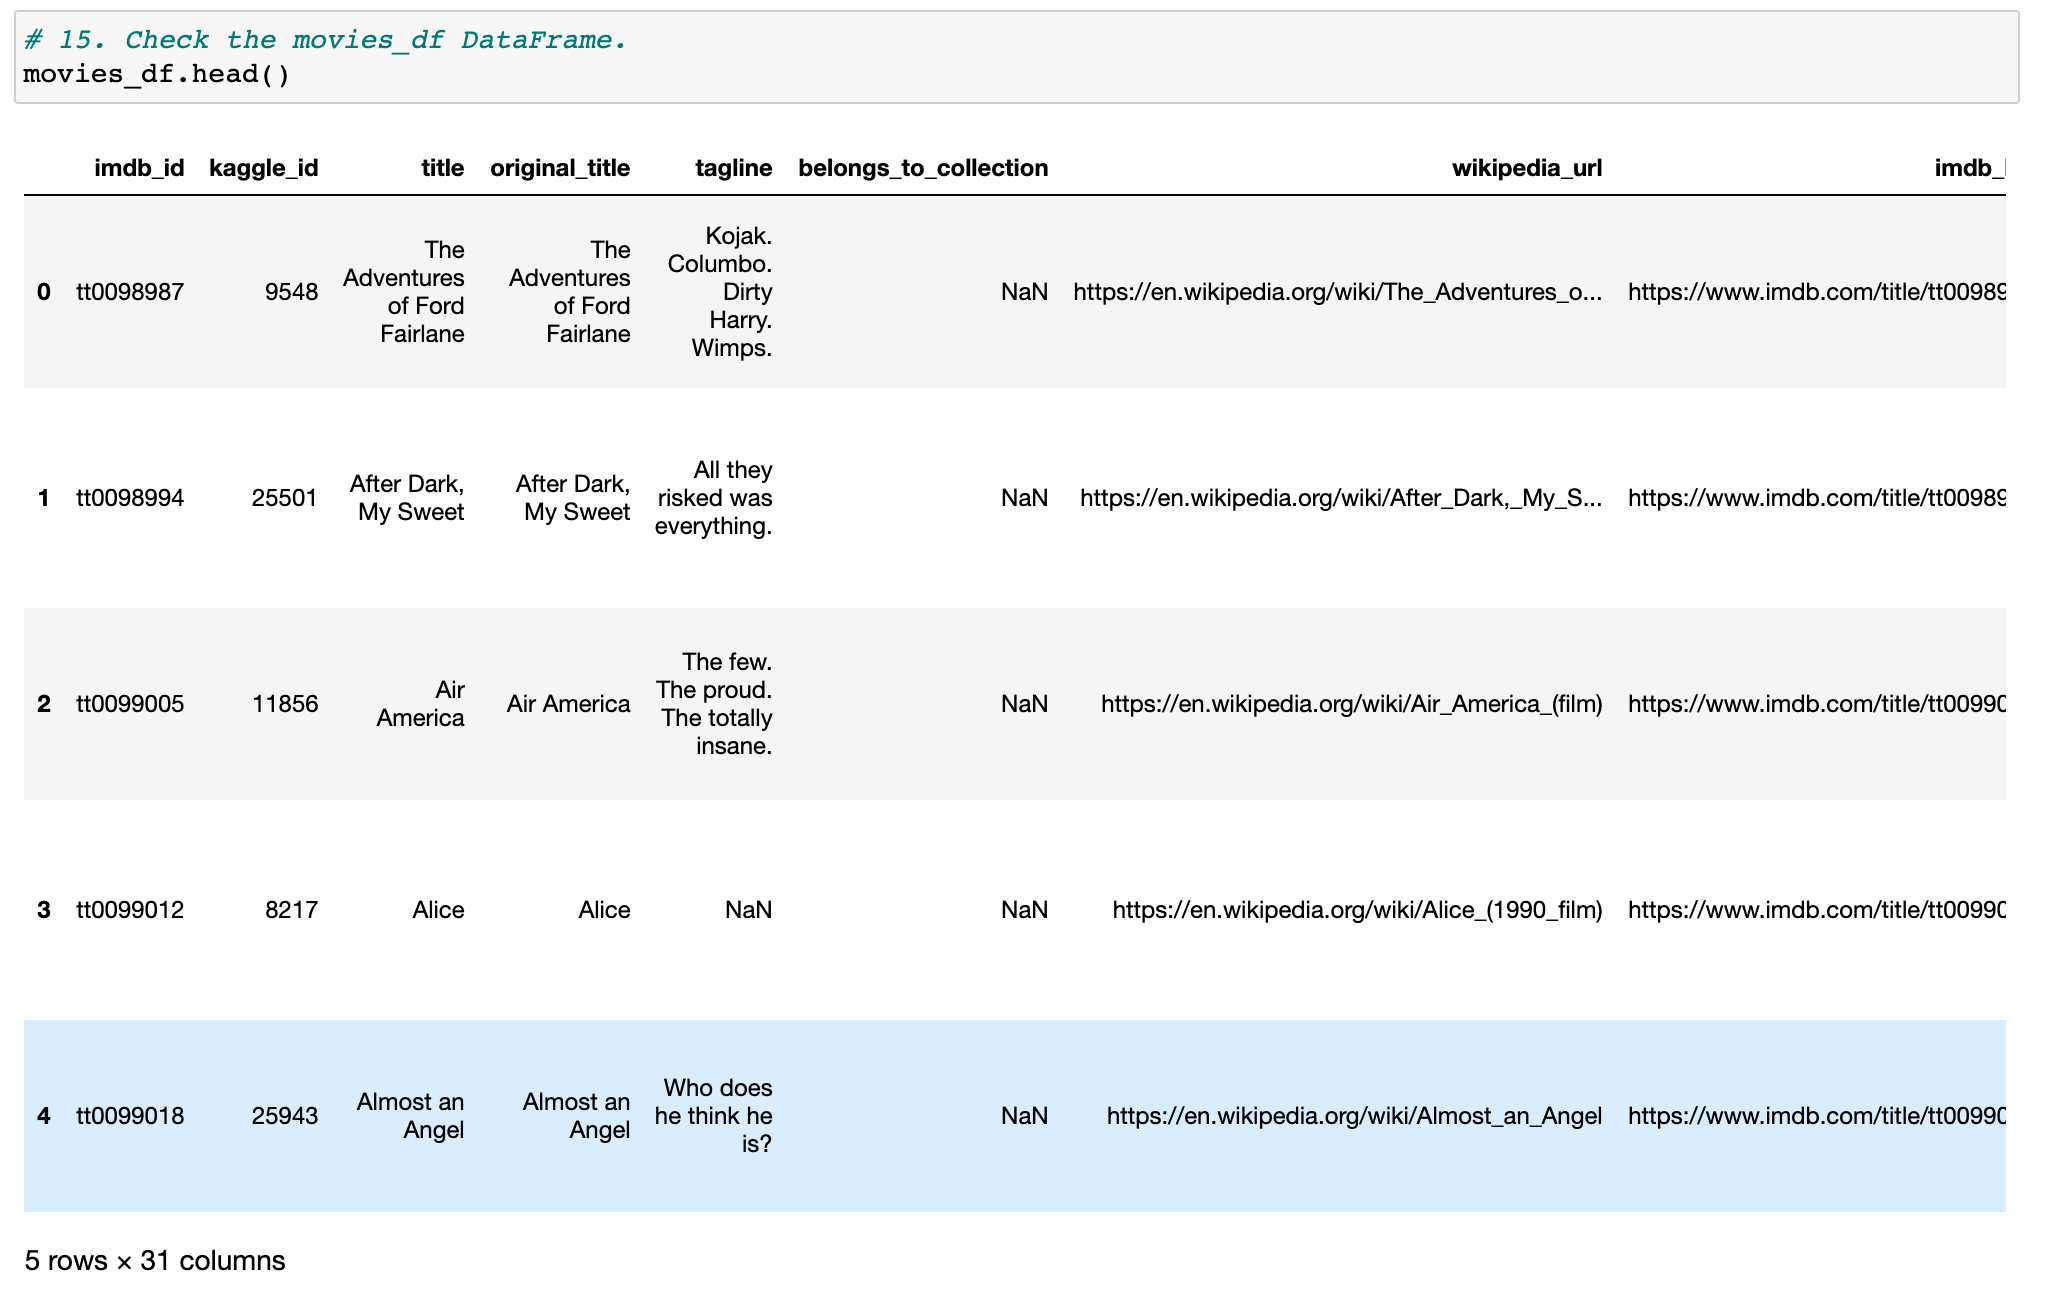 # 15. Check the movies_df DataFrame.
movies_df.head()
imdb_id kaggle_id title original_title tagline belongs_to_collection wikipedia_url imdb_l
0 tt0098987 9548 The Adventures of Ford Fairlane The Adventures of Ford Fairlane Kojak. Columbo. Dirty Harry. Wimps. NaN https://en.wikipedia.org/wiki/The_Adventures_o... https://www.imdb.com/title/tt00989
1 tt0098994 25501 After Dark, My Sweet After Dark, My Sweet All they risked was everything. NaN https://en.wikipedia.org/wiki/After_Dark,_My_S... https://www.imdb.com/title/tt00989
2 tt0099005 11856 Air America Air America The few. The proud. The totally insane. NaN https://en.wikipedia.org/wiki/Air_America_(film) https://www.imdb.com/title/tt00990
3 tt0099012 8217 Alice Alice NaN NaN https://en.wikipedia.org/wiki/Alice_(1990_film) https://www.imdb.com/title/tt00990
4 tt0099018 25943 Almost an Angel Almost an Angel Who does he think he is? NaN https://en.wikipedia.org/wiki/Almost_an_Angel https://www.imdb.com/title/tt00990
5 rows × 31 columns